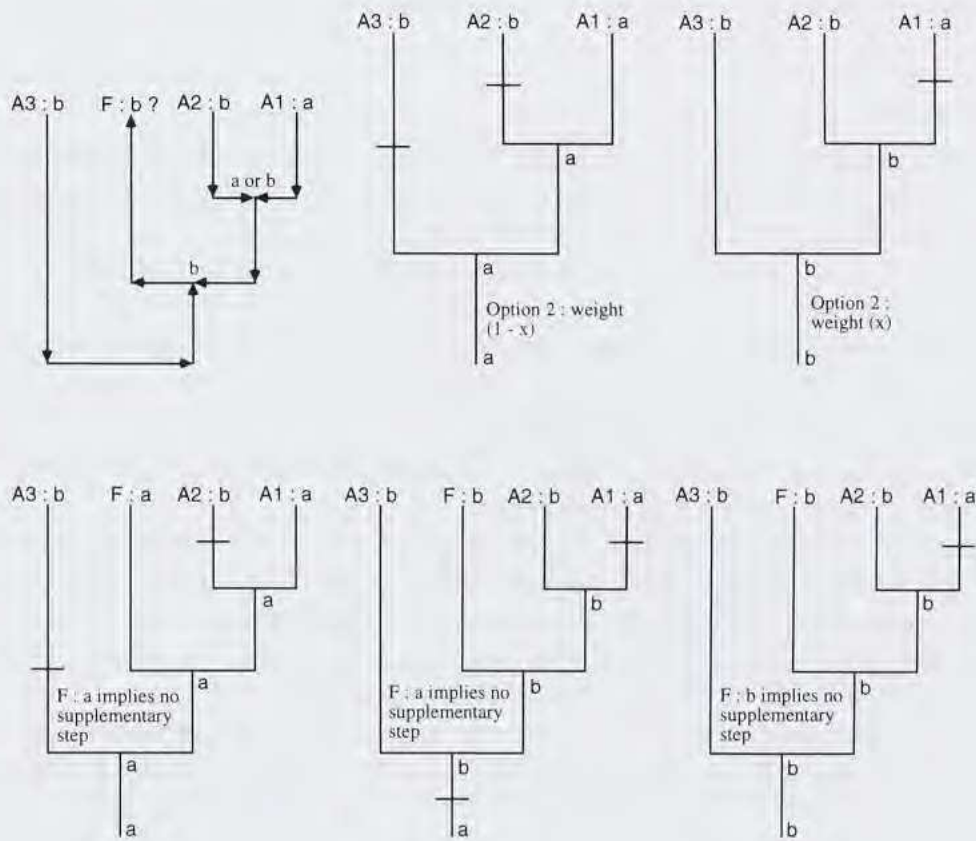 A3 : b A2 : b A1 : a
a
a
Option 2 : weight
(1 - x)
a
A3 : b A2 : b A1 : a
b
b
Option 2 :
weight (x)
b
A3 : b F : b ? A2 : b A1 : a
a or b
b
A3 : b F : a A2 : b A1 : a
a
a
F : a implies no
supplementary
step
a
a
A3 : b F : b A2 : b A1 : a
b
b
F : a implies no
supplementary
step
b
a
A3 : b F : b A2 : b A1 : a
b
b
F : b implies no
supplementary
step
b
b